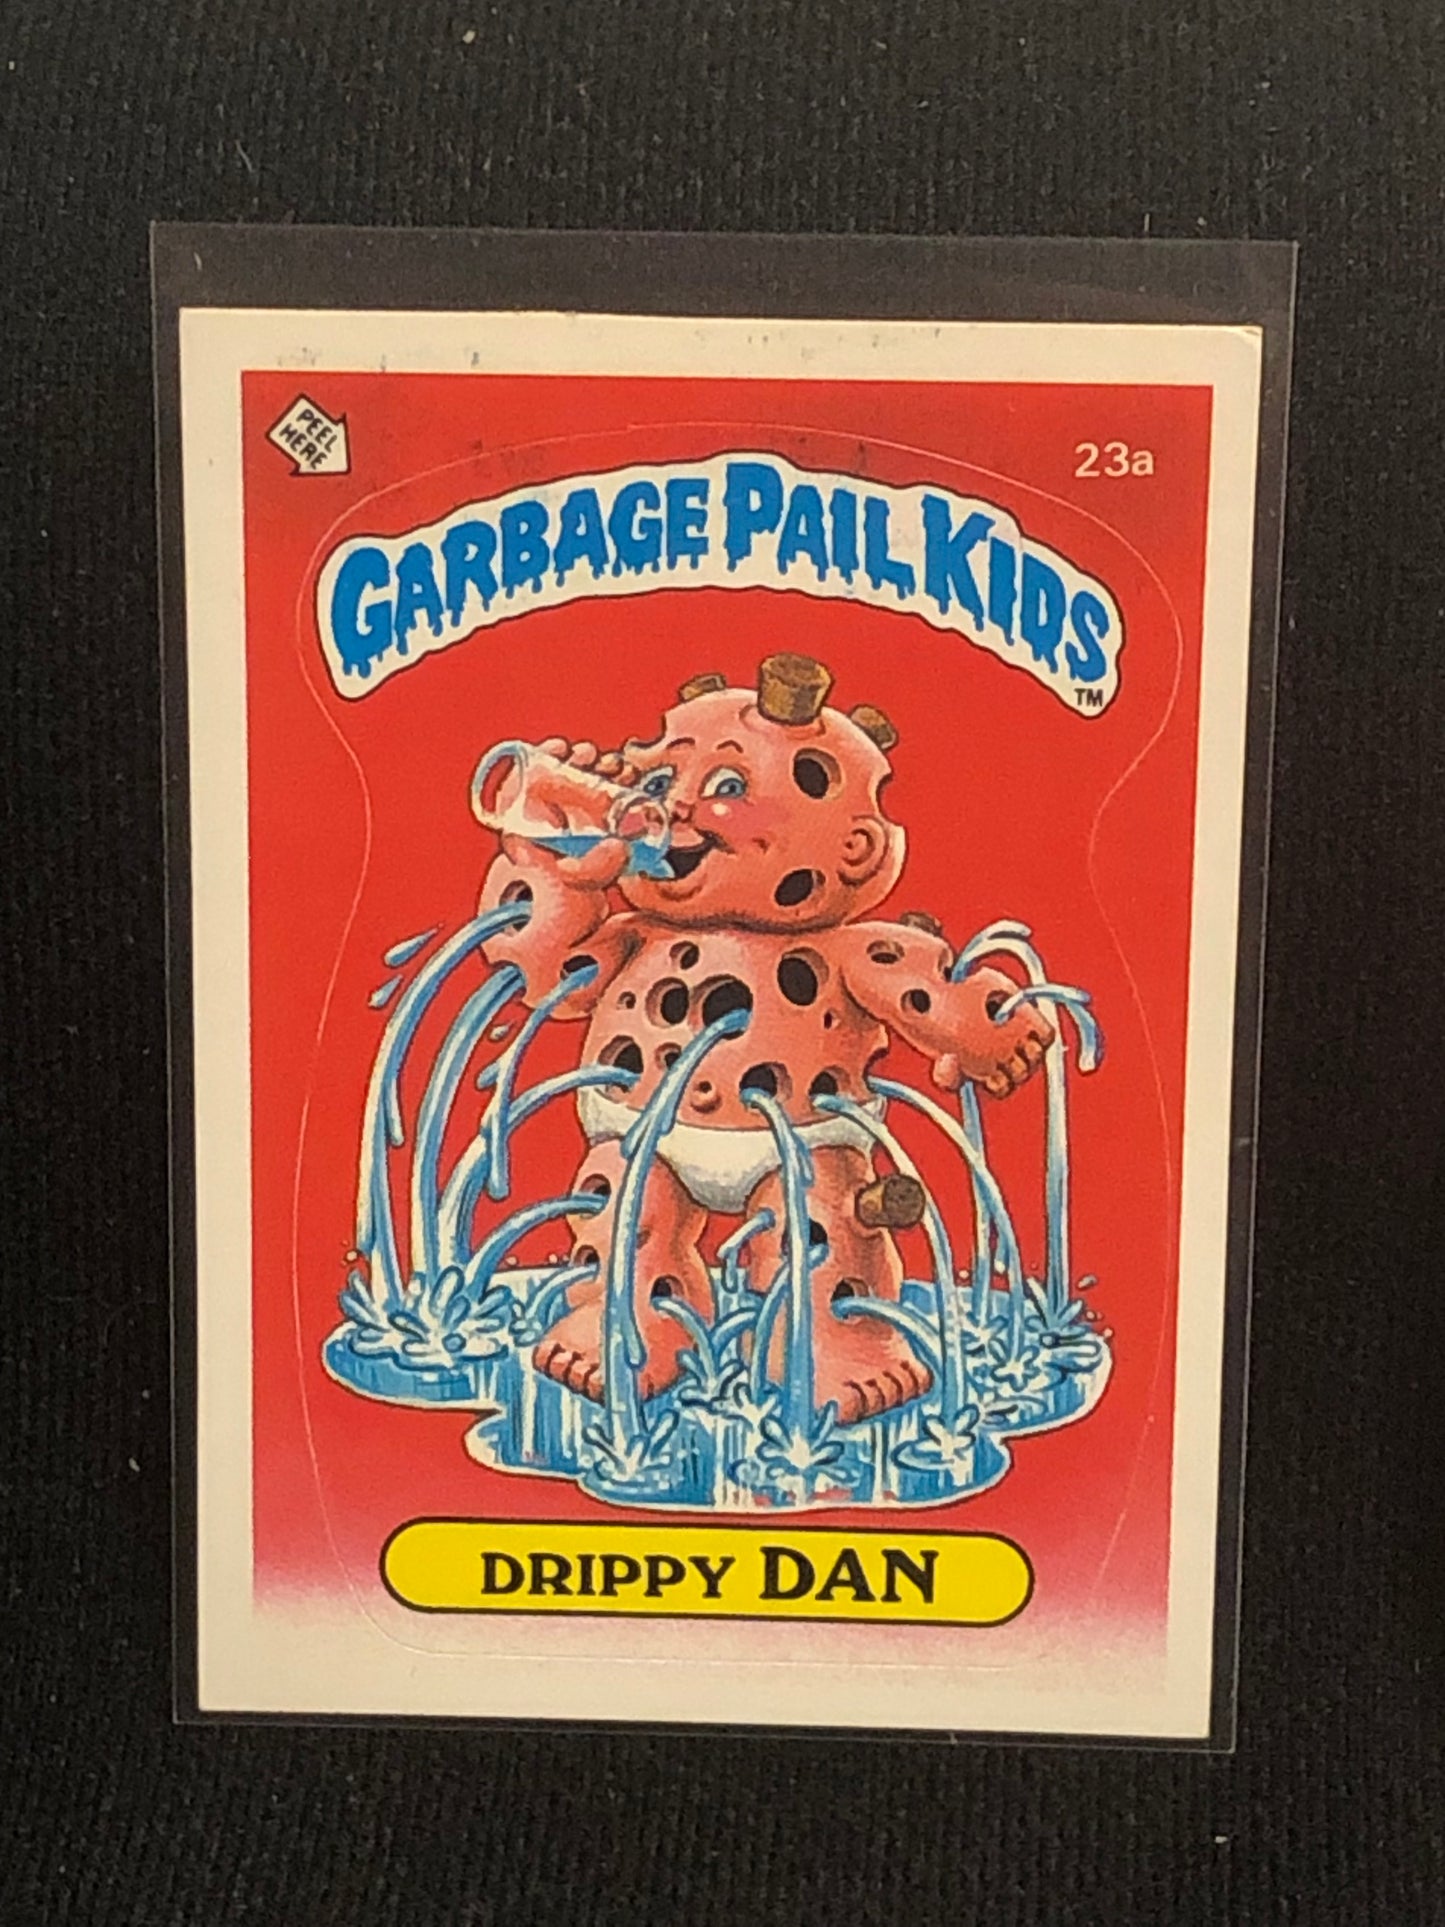 PEEL
HERE
23a
GARBAGE PAIL KIDS
TM
DRIPPY DAN